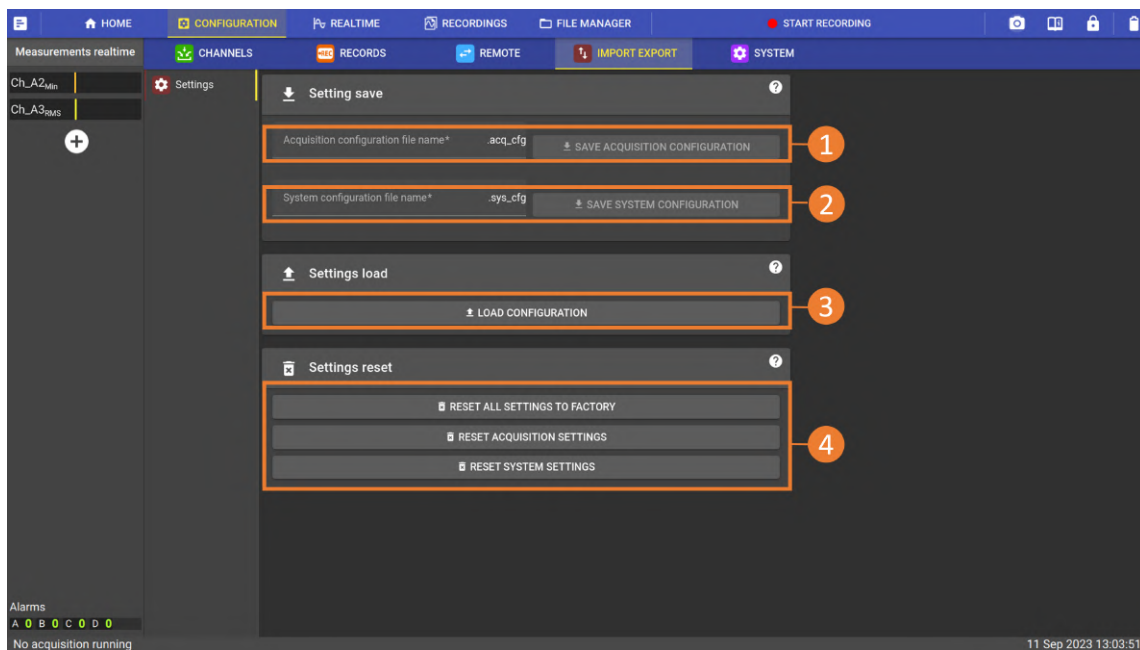 HOME CONFIGURATION REALTIME RECORDINGS FILE MANAGER START RECORDING
Measurements realtime CHANNELS RECORDS REMOTE IMPORT EXPORT SYSTEM
Ch_A2Min
Ch_A3RMS
Settings
Setting save
Acquisition configuration file name* .acq_cfg SAVE ACQUISITION CONFIGURATION 1
System configuration file name* .sys_cfg SAVE SYSTEM CONFIGURATION 2
Settings load
LOAD CONFIGURATION 3
Settings reset
RESET ALL SETTINGS TO FACTORY
RESET ACQUISITION SETTINGS 4
RESET SYSTEM SETTINGS
Alarms
A 0 B 0 C 0 D 0
No acquisition running 11 Sep 2023 13:03:51